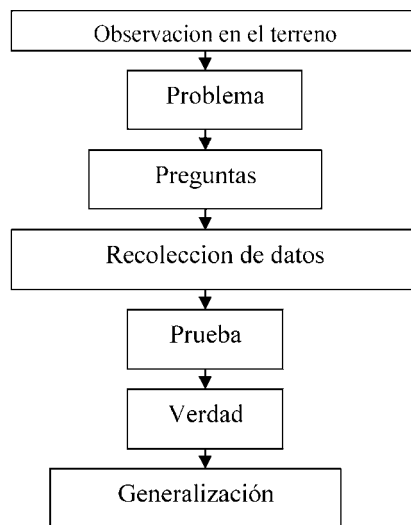 Observacion en el terreno
Problema
Preguntas
Recoleccion de datos
Prueba
Verdad
Generalización